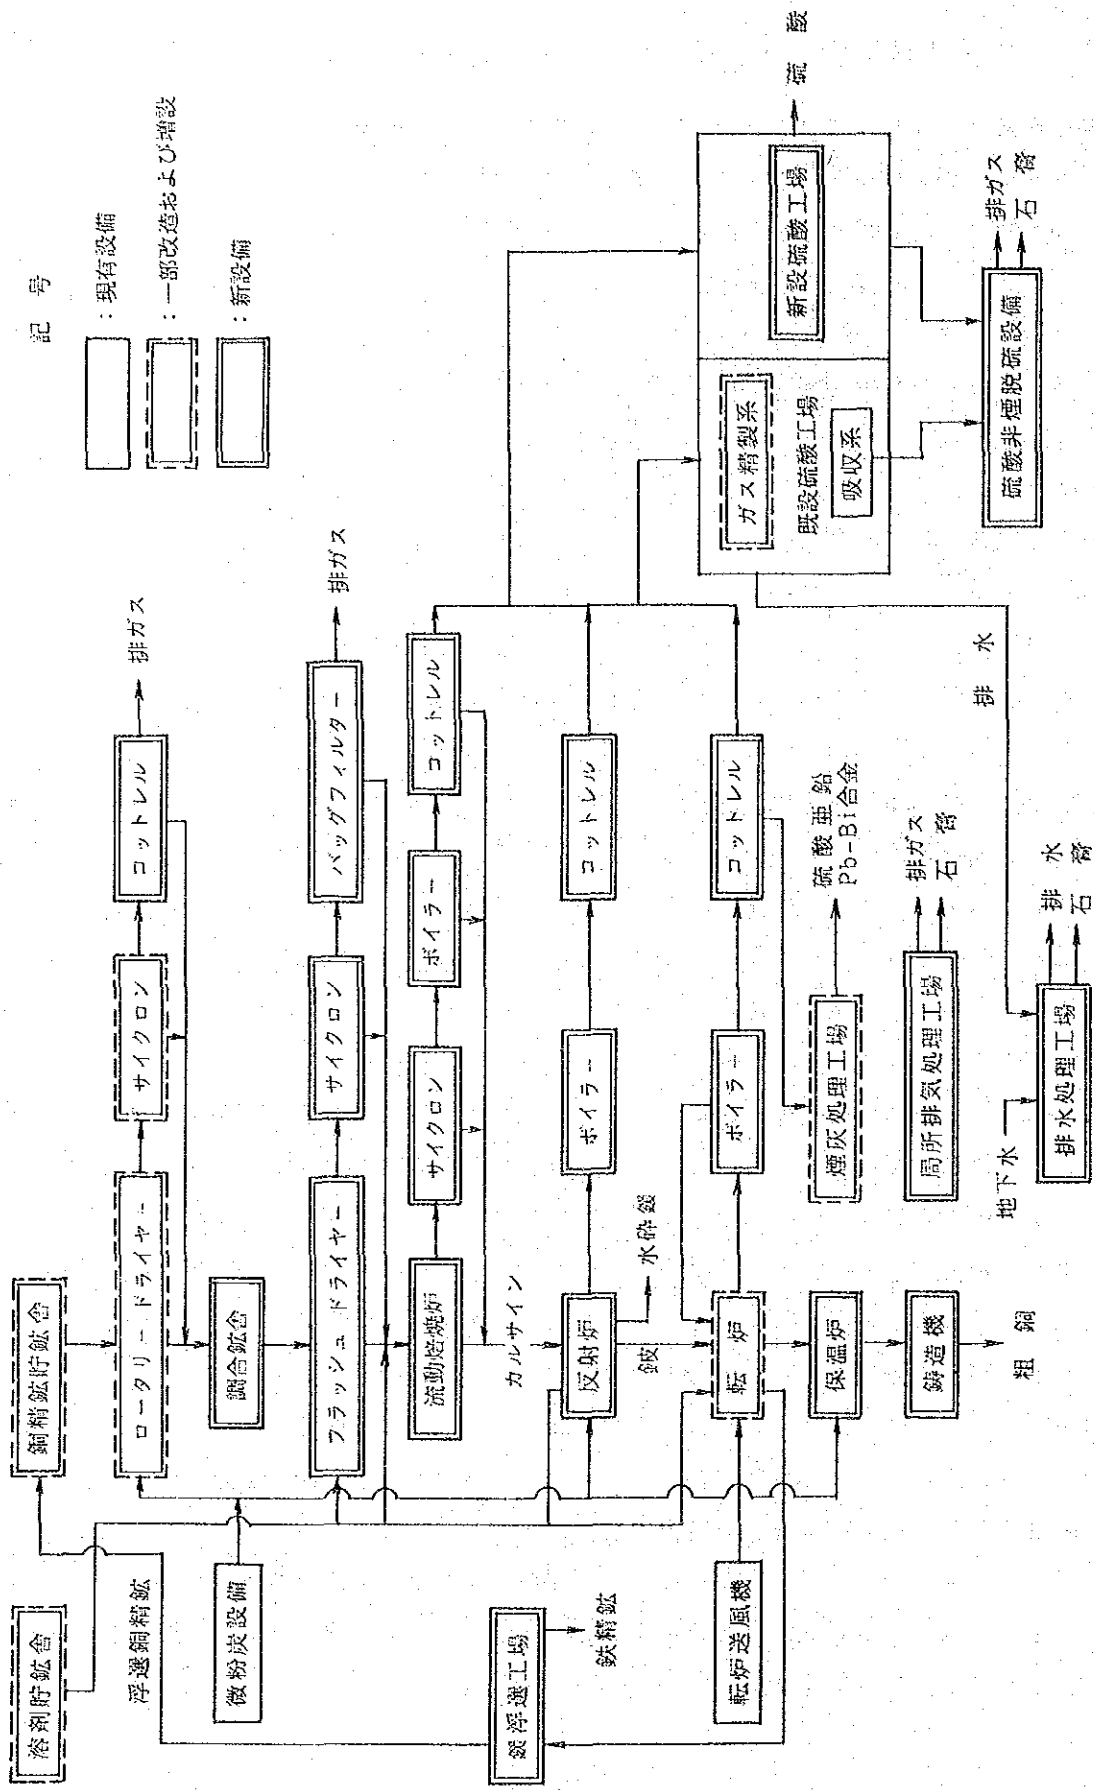 記号
：現有設備
：一部改造および増設
：新設備
溶剤貯鉱舎
銅精鉱貯鉱舎
浮選銅精鉱
ロータリードライヤー
サイクロン
コットレル
排ガス
微粉炭設備
調合鉱舎
フラッシュドライヤー
サイクロン
バッグフィルター
排ガス
流動焙焼炉
サイクロン
ボイラー
コットレル
カルサイン
鍰浮選工場
鉄精鉱
反射炉
ボイラー
コットレル
鈹
水砕鍰
転炉送風機
転炉
ボイラー
コットレル
保温炉
煙灰処理工場
硫酸亜鉛
Pb-Bi合金
鋳造機
粗銅
局所排気処理工場
排ガス
石膏
地下水
排水処理工場
排水
石膏
排水
ガス精製系
既設硫酸工場
吸収系
新設硫酸工場
硫酸
硫酸非煙脱硫設備
排ガス
石膏